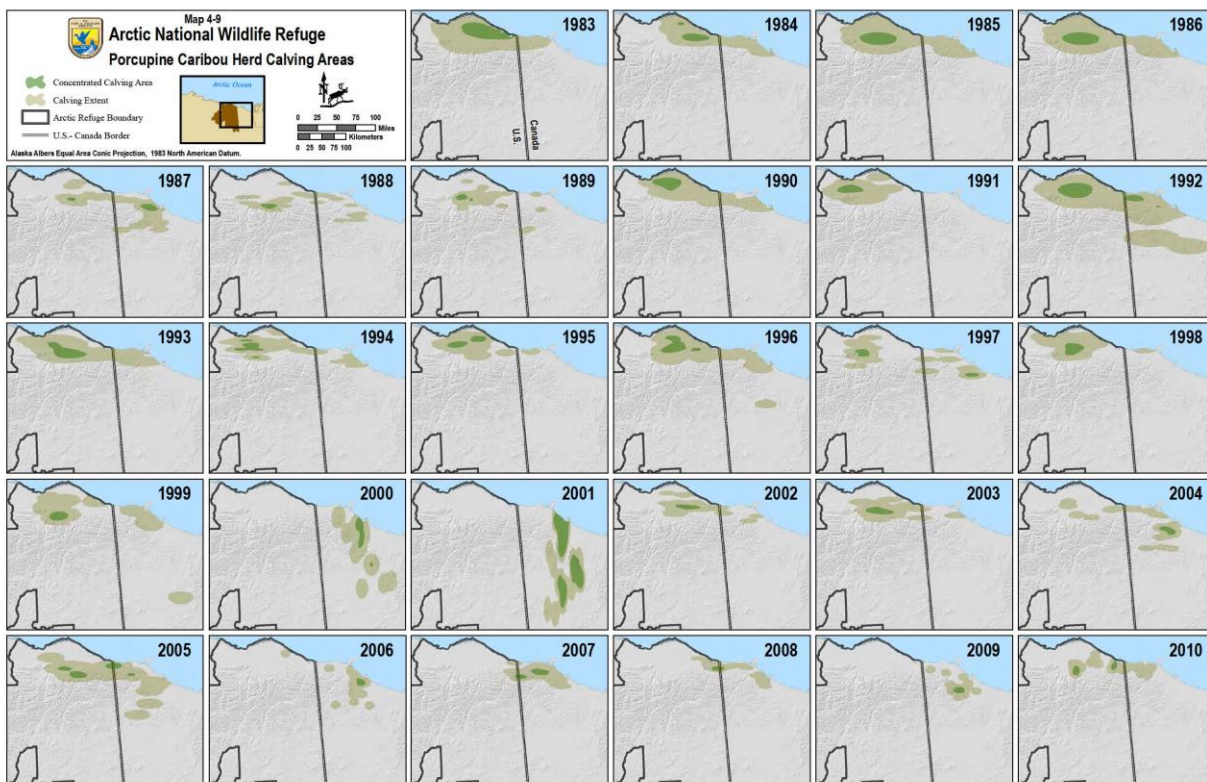 Map 4-9
Arctic National Wildlife Refuge
Porcupine Caribou Herd Calving Areas
Concentrated Calving Area
Calving Extent
Arctic Refuge Boundary
U.S.- Canada Border
Arctic Ocean
N
0 25 50 75 100
Miles
Kilometers
0 25 50 75 100
Alaska Albers Equal Area Conic Projection, 1983 North American Datum.
1983
Canada
U.S.
1984
1985
1986
1987
1988
1989
1990
1991
1992
1993
1994
1995
1996
1997
1998
1999
2000
2001
2002
2003
2004
2005
2006
2007
2008
2009
2010